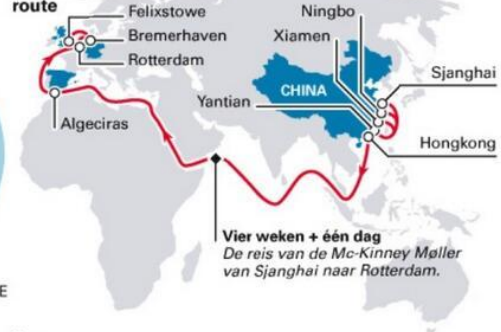 route
Felixstowe
Bremerhaven
Rotterdam
Algeciras
Ningbo
Xiamen
Sjanghai
Yantian
CHINA
Hongkong
Vier weken + één dag
De reis van de Mc-Kinney Møller
van Sjanghai naar Rotterdam.
E